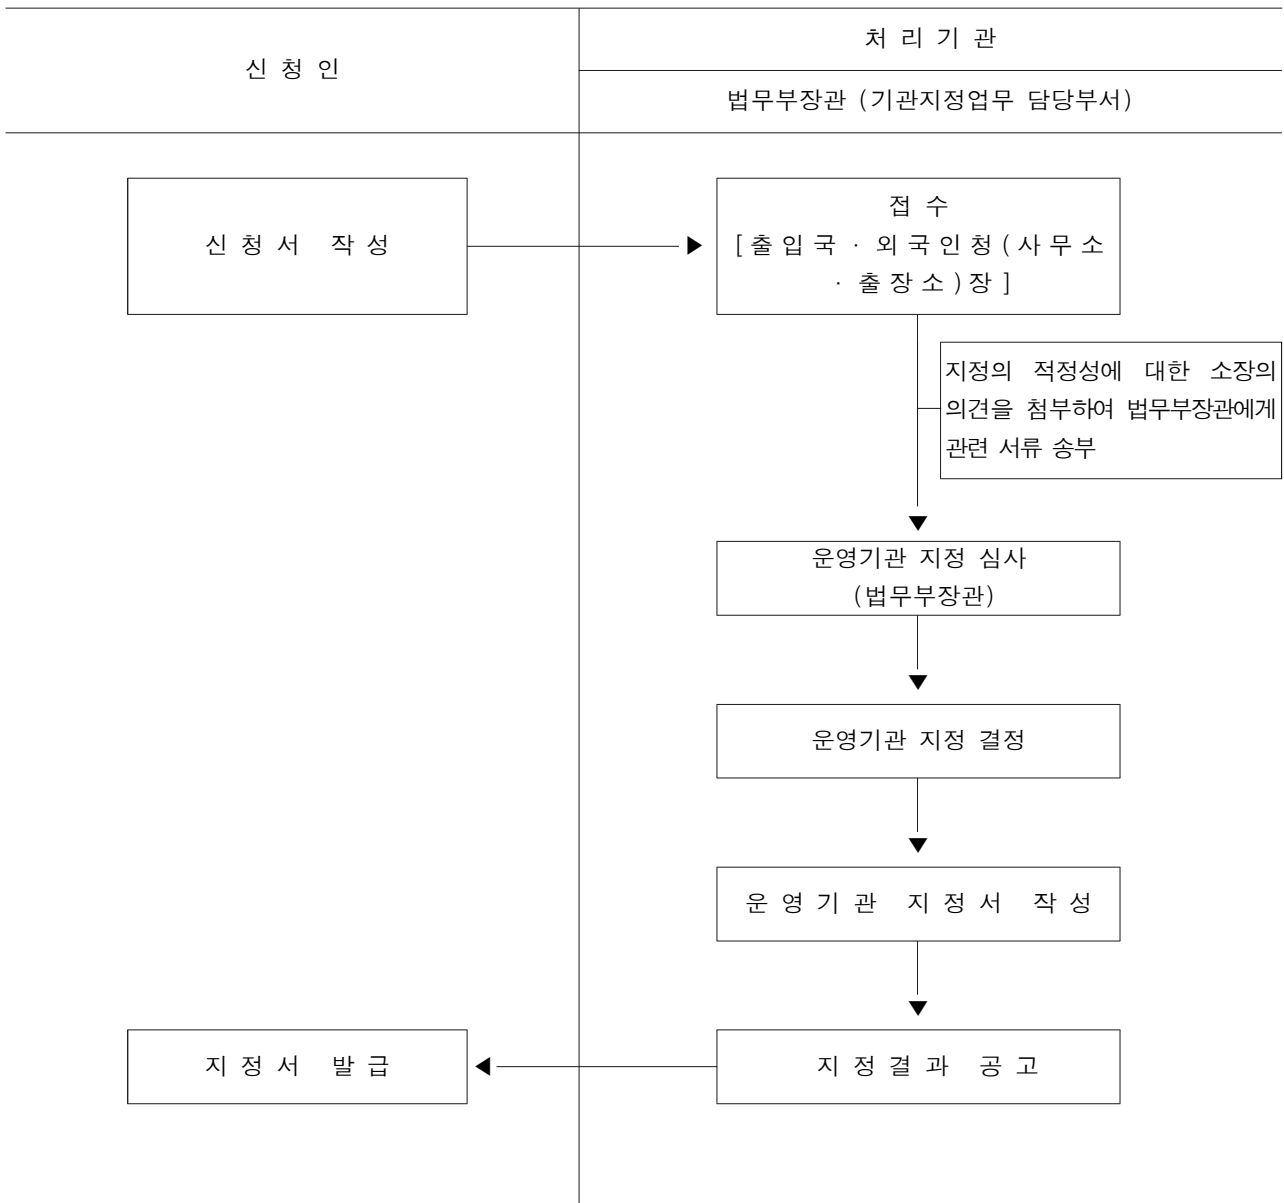 신 청 인
처 리 기 관
법무부장관 (기관지정업무 담당부서)
신 청 서 작 성
접 수
[ 출 입 국 · 외 국 인 청 ( 사 무 소
· 출 장 소 ) 장 ]
지정의 적정성에 대한 소장의
의견을 첨부하여 법무부장관에게
관련 서류 송부
운영기관 지정 심사
(법무부장관)
운영기관 지정 결정
운 영 기 관 지 정 서 작 성
지 정 서 발 급
지 정 결 과 공 고